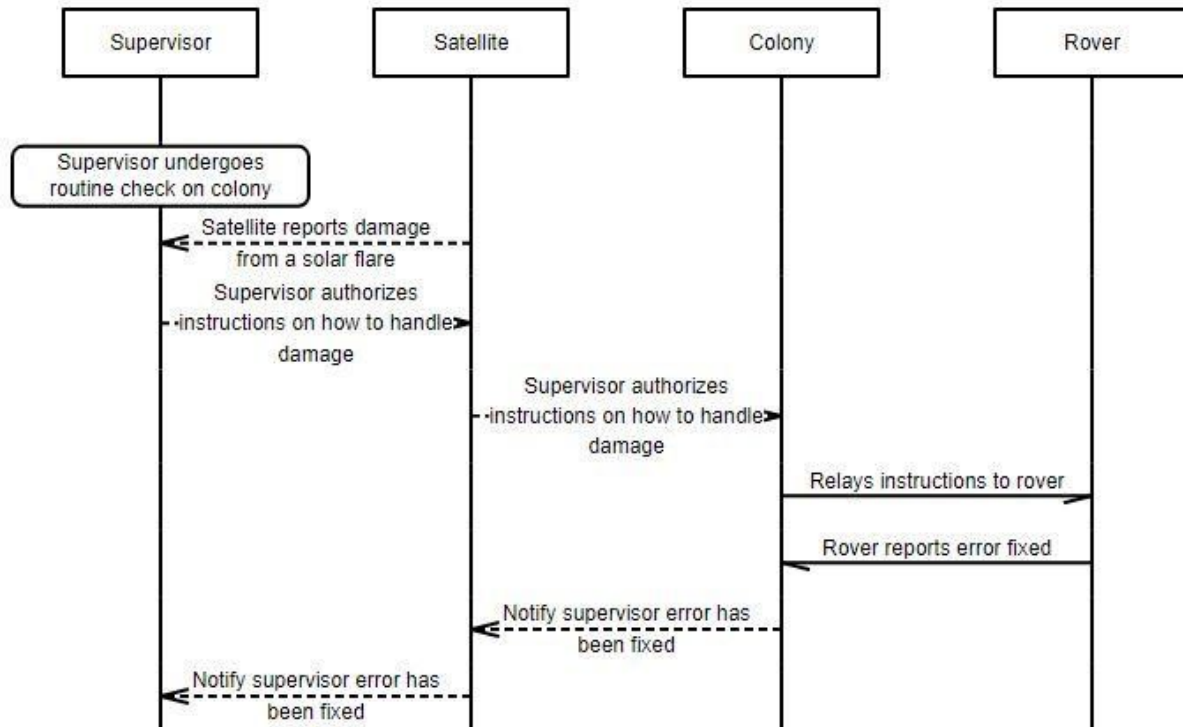 Supervisor
Satellite
Colony
Rover
Supervisor undergoes
routine check on colony
Satellite reports damage
from a solar flare
Supervisor authorizes
instructions on how to handle
damage
Supervisor authorizes
instructions on how to handle
damage
Relays instructions to rover
Rover reports error fixed
Notify supervisor error has
been fixed
Notify supervisor error has
been fixed